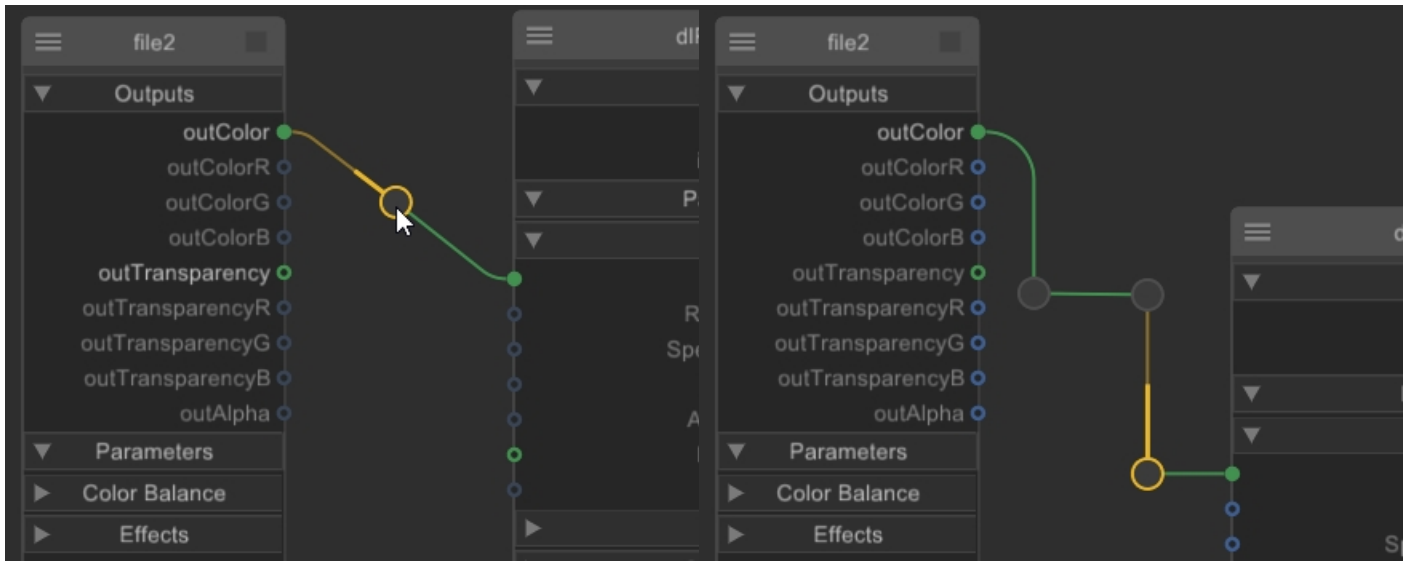 file2
Outputs
outColor
outColorR
outColorG
outColorB
outTransparency
outTransparencyR
outTransparencyG
outTransparencyB
outAlpha
Parameters
Color Balance
Effects
file2
Outputs
outColor
outColorR
outColorG
outColorB
outTransparency
outTransparencyR
outTransparencyG
outTransparencyB
outAlpha
Parameters
Color Balance
Effects